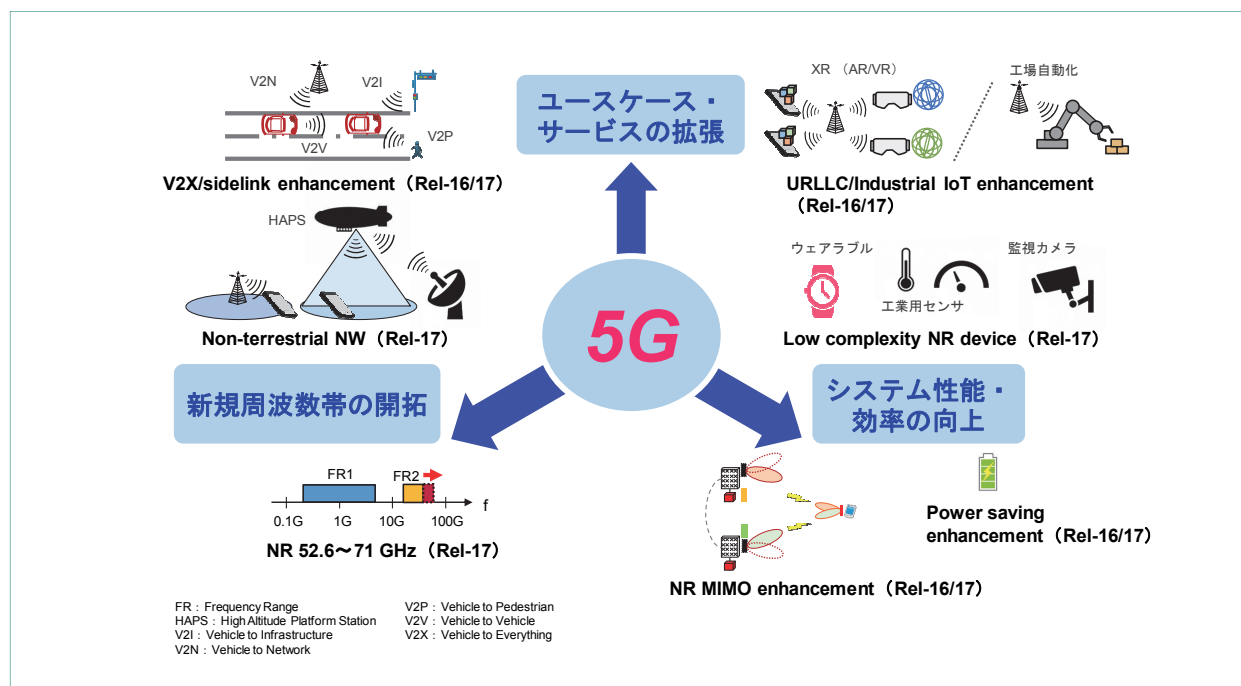 ユースケース・
サービスの拡張
V2N
V2I
V2V
V2P
V2X/sidelink enhancement（Rel-16/17）
XR （AR/VR）
工場自動化
URLLC/Industrial IoT enhancement
（Rel-16/17）
HAPS
Non-terrestrial NW（Rel-17）
ウェアラブル
工業用センサ
監視カメラ
Low complexity NR device（Rel-17）
5G
新規周波数帯の開拓
システム性能・
効率の向上
FR1
FR2
f
0.1G 1G 10G 100G
NR 52.6～71 GHz（Rel-17）
NR MIMO enhancement（Rel-16/17）
Power saving
enhancement（Rel-16/17）
FR：Frequency Range
HAPS：High Altitude Platform Station
V2I：Vehicle to Infrastructure
V2N：Vehicle to Network
V2P：Vehicle to Pedestrian
V2V：Vehicle to Vehicle
V2X：Vehicle to Everything